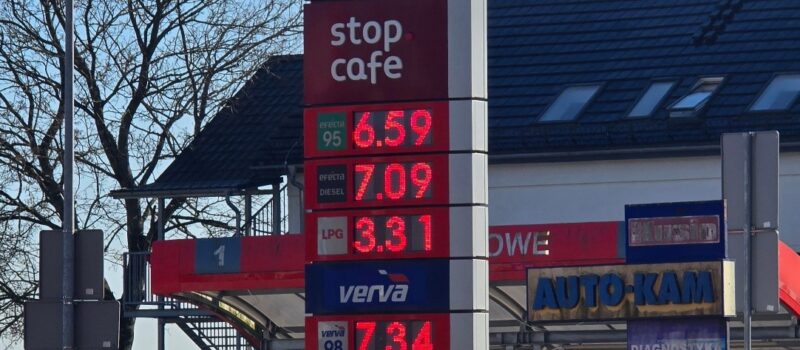 stop
cafe
efecta
95
6.59
efecta
DIESEL
7.09
LPG
3.31
verva
verva
98
7.34
1
OWE
AUTO-KAM
DIAGNOSTYKA